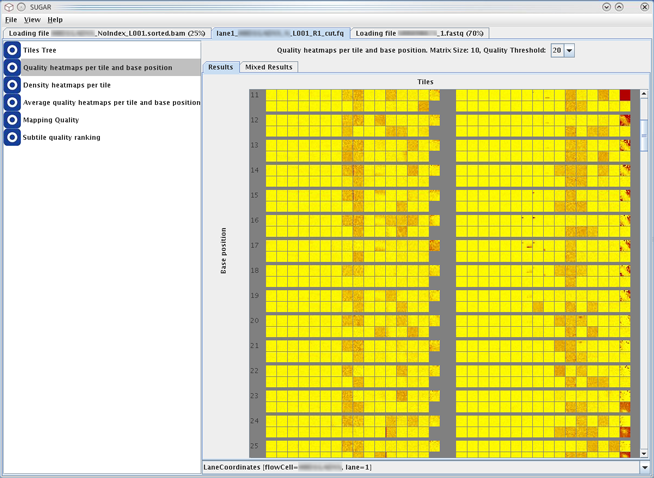 SUGAR
File View Help
Loading file _NoIndex_L001.sorted.bam (25%) lane1_ _L001_R1_cut.fq Loading file _1.fastq (70%)
Tiles Tree
Quality heatmaps per tile and base position
Density heatmaps per tile
Average quality heatmaps per tile and base position
Mapping Quality
Subtile quality ranking
Quality heatmaps per tile and base position. Matrix Size: 10, Quality Threshold: 20
Results Mixed Results
Tiles
Base position
11
12
13
14
15
16
17
18
19
20
21
22
23
24
25
LaneCoordinates [flowCell= , lane=1]